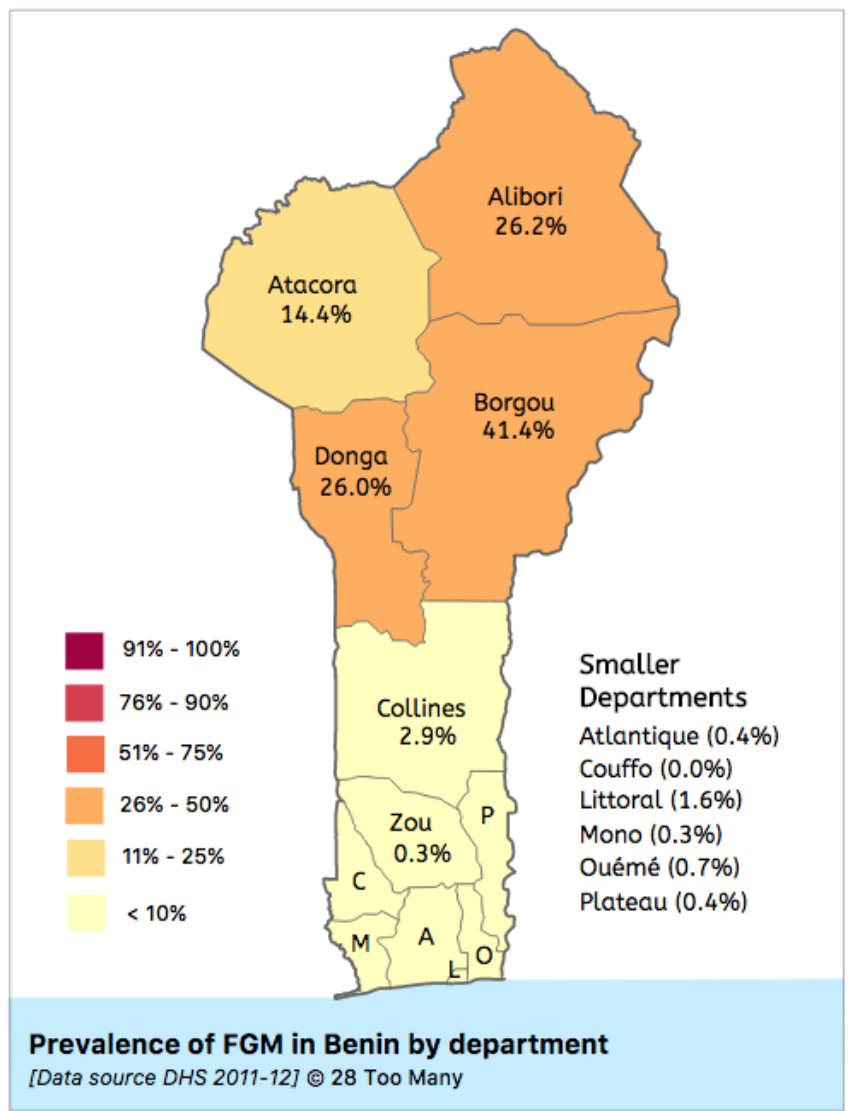 Alibori
26.2%
Atacora
14.4%
Borgou
41.4%
Donga
26.0%
91% - 100%
76% - 90%
51% - 75%
26% - 50%
11% - 25%
< 10%
Collines
2.9%
Zou
0.3%
P
C
M
A
L
O
Smaller
Departments
Atlantique (0.4%)
Couffo (0.0%)
Littoral (1.6%)
Mono (0.3%)
Ouémé (0.7%)
Plateau (0.4%)
Prevalence of FGM in Benin by department
[Data source DHS 2011-12] © 28 Too Many